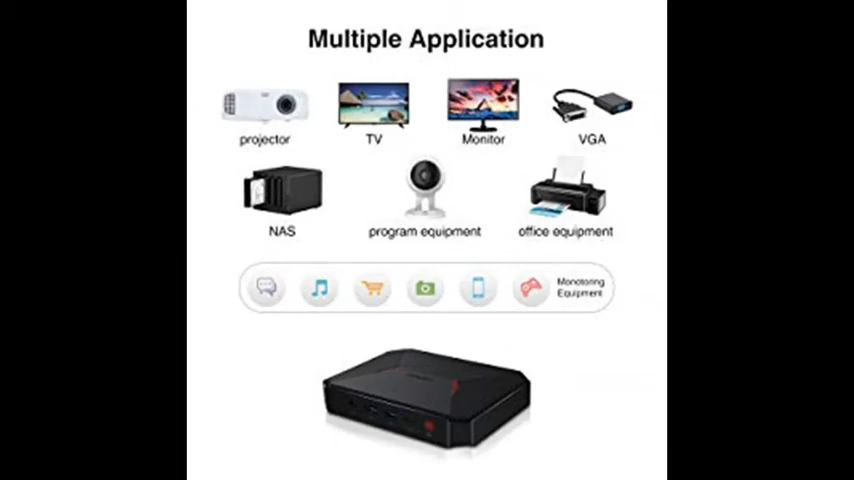 Multiple Application
projector
TV
Monitor
VGA
NAS
program equipment
office equipment
Monotoring
Equipment